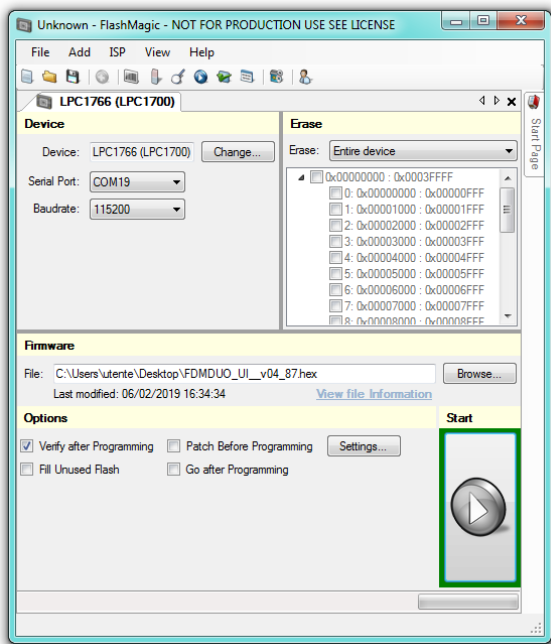 Unknown - FlashMagic - NOT FOR PRODUCTION USE SEE LICENSE
File Add ISP View Help
LPC1766 (LPC1700)
Start Page
Device
Device: LPC1766 (LPC1700) Change...
Serial Port: COM19
Baudrate: 115200
Erase
Erase: Entire device
0x00000000 : 0x0003FFFF
0: 0x00000000 : 0x00000FFF
1: 0x00001000 : 0x00001FFF
2: 0x00002000 : 0x00002FFF
3: 0x00003000 : 0x00003FFF
4: 0x00004000 : 0x00004FFF
5: 0x00005000 : 0x00005FFF
6: 0x00006000 : 0x00006FFF
7: 0x00007000 : 0x00007FFF
8: 0x00008000 : 0x00008FFF
Firmware
File: C:\Users\utente\Desktop\FDMDUO_UI__v04_87.hex Browse...
Last modified: 06/02/2019 16:34:34 View file Information
Options
Verify after Programming Patch Before Programming Settings...
Fill Unused Flash Go after Programming
Start